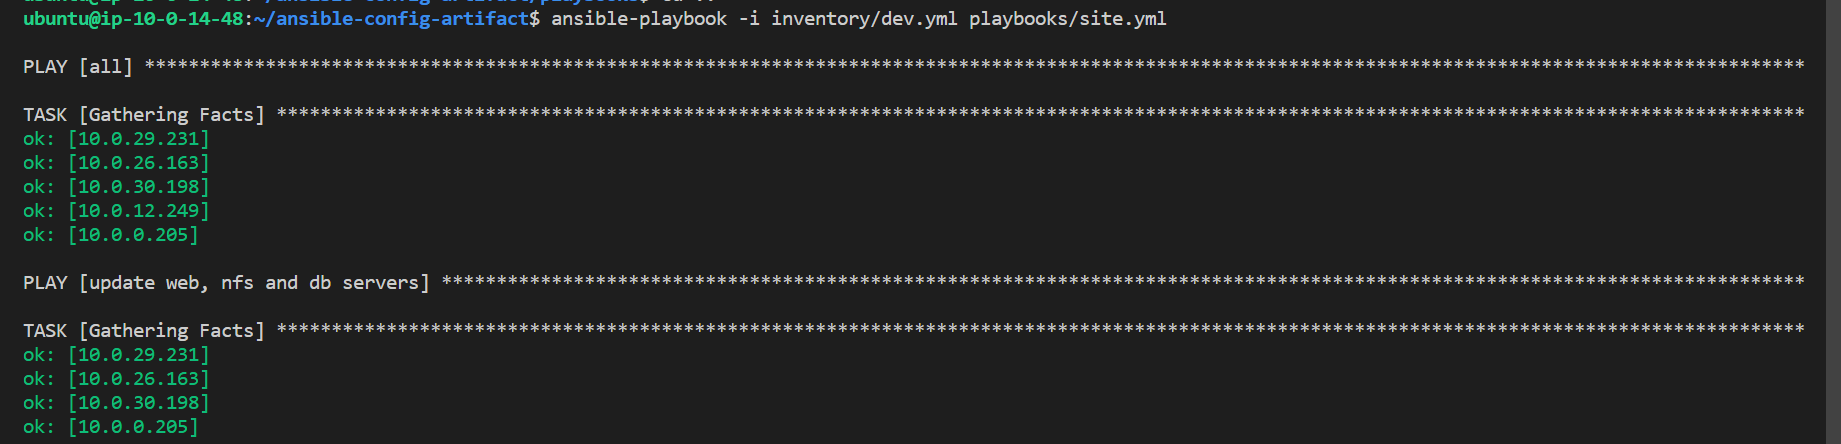 ubuntu@ip-10-0-14-48:~/ansible-config-artifact$ ansible-playbook -i inventory/dev.yml playbooks/site.yml
PLAY [all] *******************************************************************************************************************************************************
TASK [Gathering Facts] *******************************************************************************************************************************************
ok: [10.0.29.231]
ok: [10.0.26.163]
ok: [10.0.30.198]
ok: [10.0.12.249]
ok: [10.0.0.205]
PLAY [update web, nfs and db servers] ****************************************************************************************************************************
TASK [Gathering Facts] *******************************************************************************************************************************************
ok: [10.0.29.231]
ok: [10.0.26.163]
ok: [10.0.30.198]
ok: [10.0.0.205]